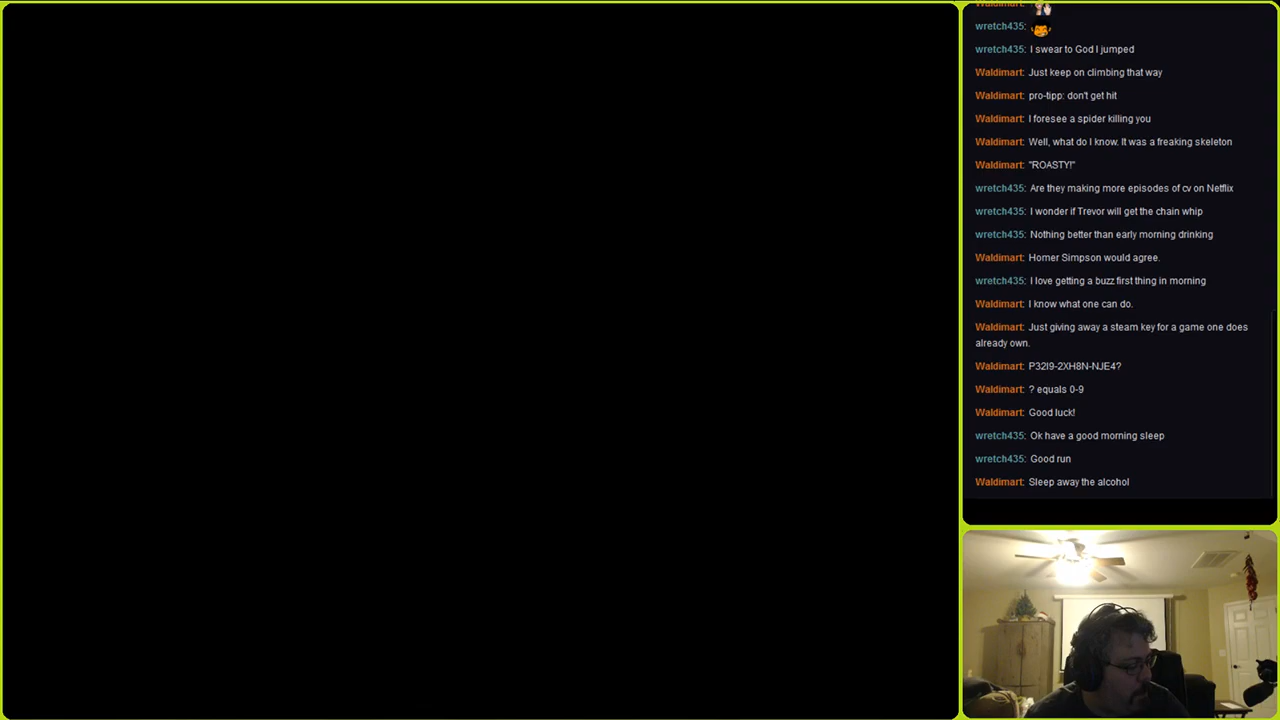 Waldimart:
wretch435:
wretch435: I swear to God I jumped
Waldimart: Just keep on climbing that way
Waldimart: pro-tipp: don't get hit
Waldimart: I foresee a spider killing you
Waldimart: Well, what do I know. It was a freaking skeleton
Waldimart: "ROASTY!"
wretch435: Are they making more episodes of cv on Netflix
wretch435: I wonder if Trevor will get the chain whip
wretch435: Nothing better than early morning drinking
Waldimart: Homer Simpson would agree.
wretch435: I love getting a buzz first thing in morning
Waldimart: I know what one can do.
Waldimart: Just giving away a steam key for a game one does
already own.
Waldimart: P32I9-2XH8N-NJE4?
Waldimart: ? equals 0-9
Waldimart: Good luck!
wretch435: Ok have a good morning sleep
wretch435: Good run
Waldimart: Sleep away the alcohol